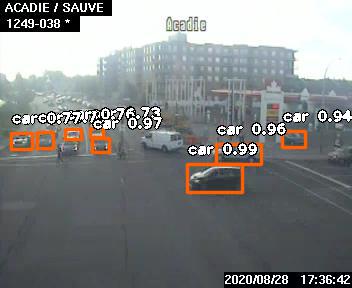 ACADIE / SAUVE
1249-038 *
Acadie
car 0.94
car 0.96
car 0.97
car 0.99
2020/08/28 17:36:42